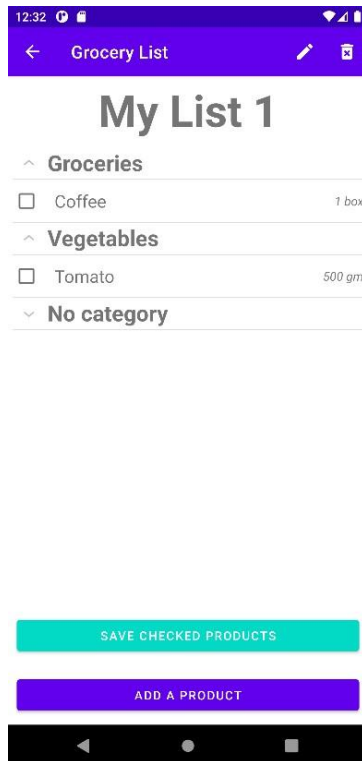 12:32
Grocery List
My List 1
Groceries
Coffee 1 box
Vegetables
Tomato 500 gm
No category
SAVE CHECKED PRODUCTS
ADD A PRODUCT